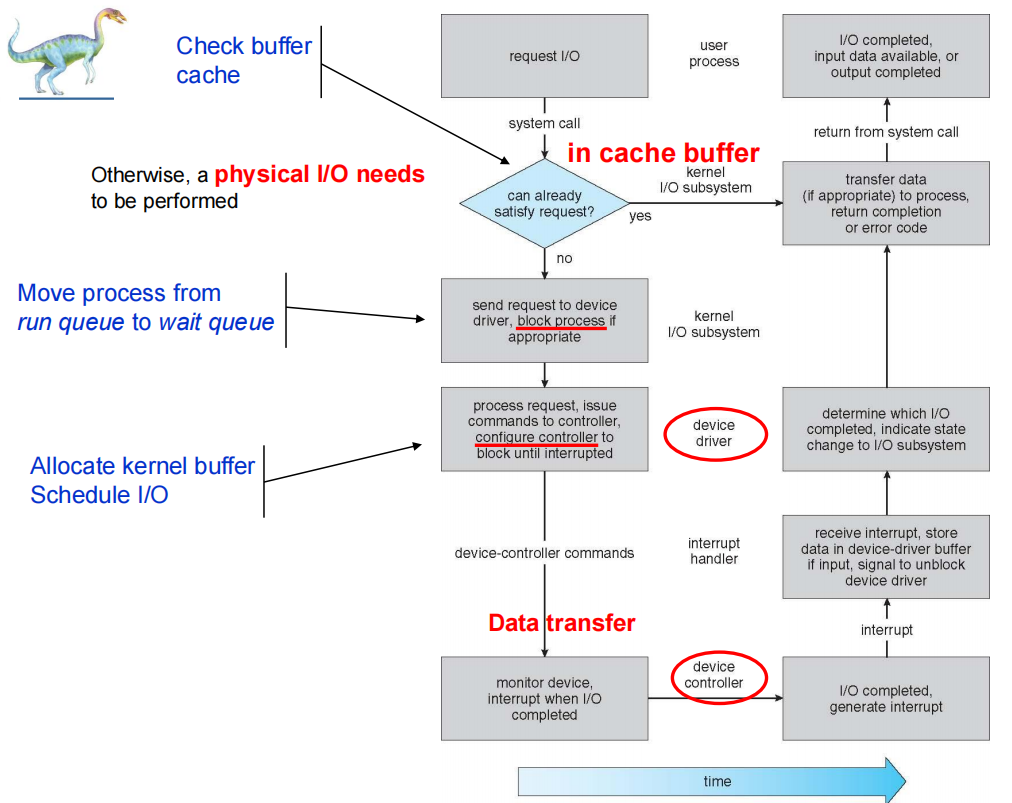 Check buffer
cache
Otherwise, a physical I/O needs
to be performed
Move process from
run queue to wait queue
Allocate kernel buffer
Schedule I/O
request I/O
user
process
I/O completed,
input data available, or
output completed
system call
return from system call
in cache buffer
can already
satisfy request?
kernel
I/O subsystem
yes
transfer data
(if appropriate) to process,
return completion
or error code
no
send request to device
driver, block process if
appropriate
kernel
I/O subsystem
process request, issue
commands to controller,
configure controller to
block until interrupted
device
driver
determine which I/O
completed, indicate state
change to I/O subsystem
device-controller commands
interrupt
handler
receive interrupt, store
data in device-driver buffer
if input, signal to unblock
device driver
Data transfer
interrupt
monitor device,
interrupt when I/O
completed
device
controller
I/O completed,
generate interrupt
time